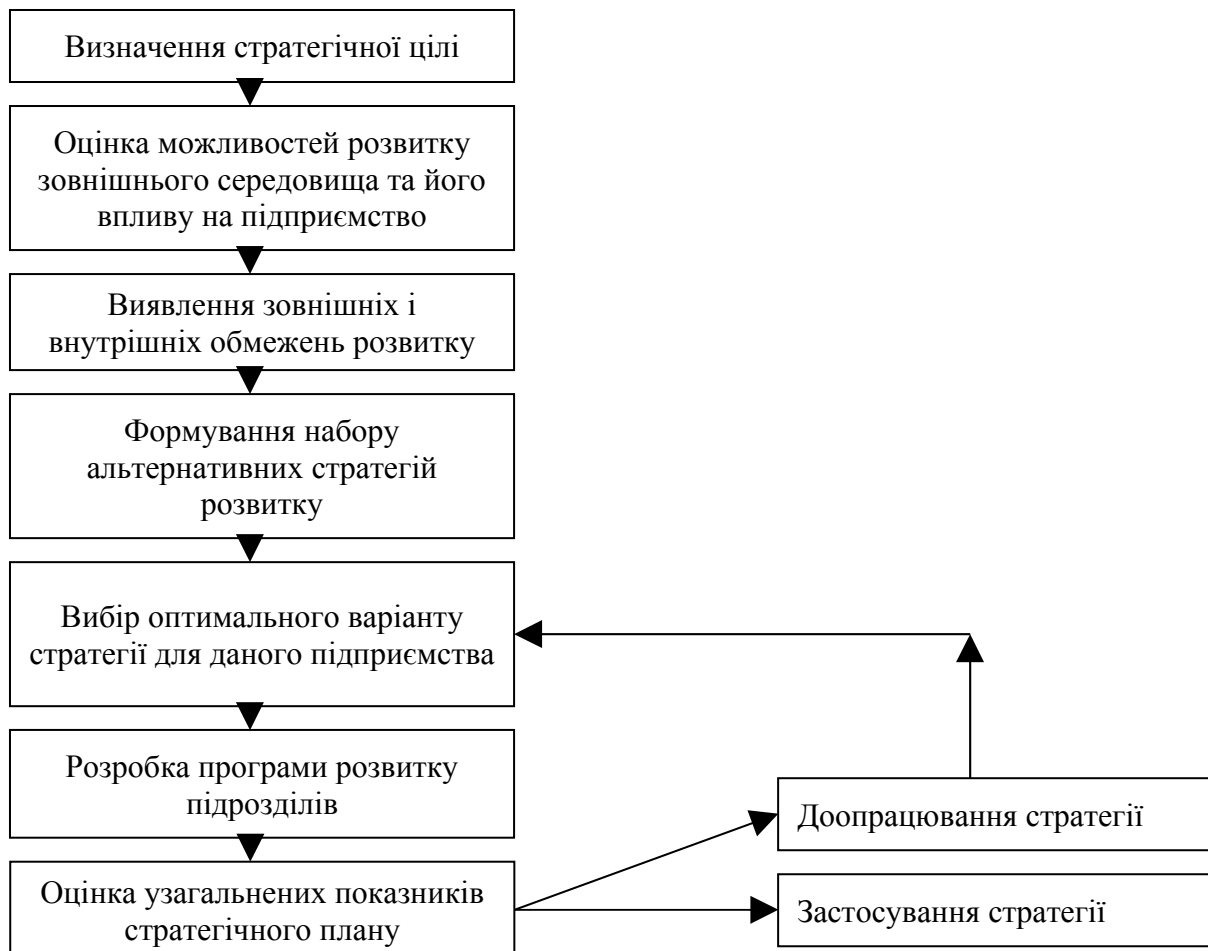 Визначення стратегічної цілі
Оцінка можливостей розвитку
зовнішнього середовища та його
впливу на підприємство
Виявлення зовнішніх і
внутрішніх обмежень розвитку
Формування набору
альтернативних стратегій
розвитку
Вибір оптимального варіанту
стратегії для даного підприємства
Розробка програми розвитку
підрозділів
Доопрацювання стратегії
Оцінка узагальнених показників
стратегічного плану
Застосування стратегії